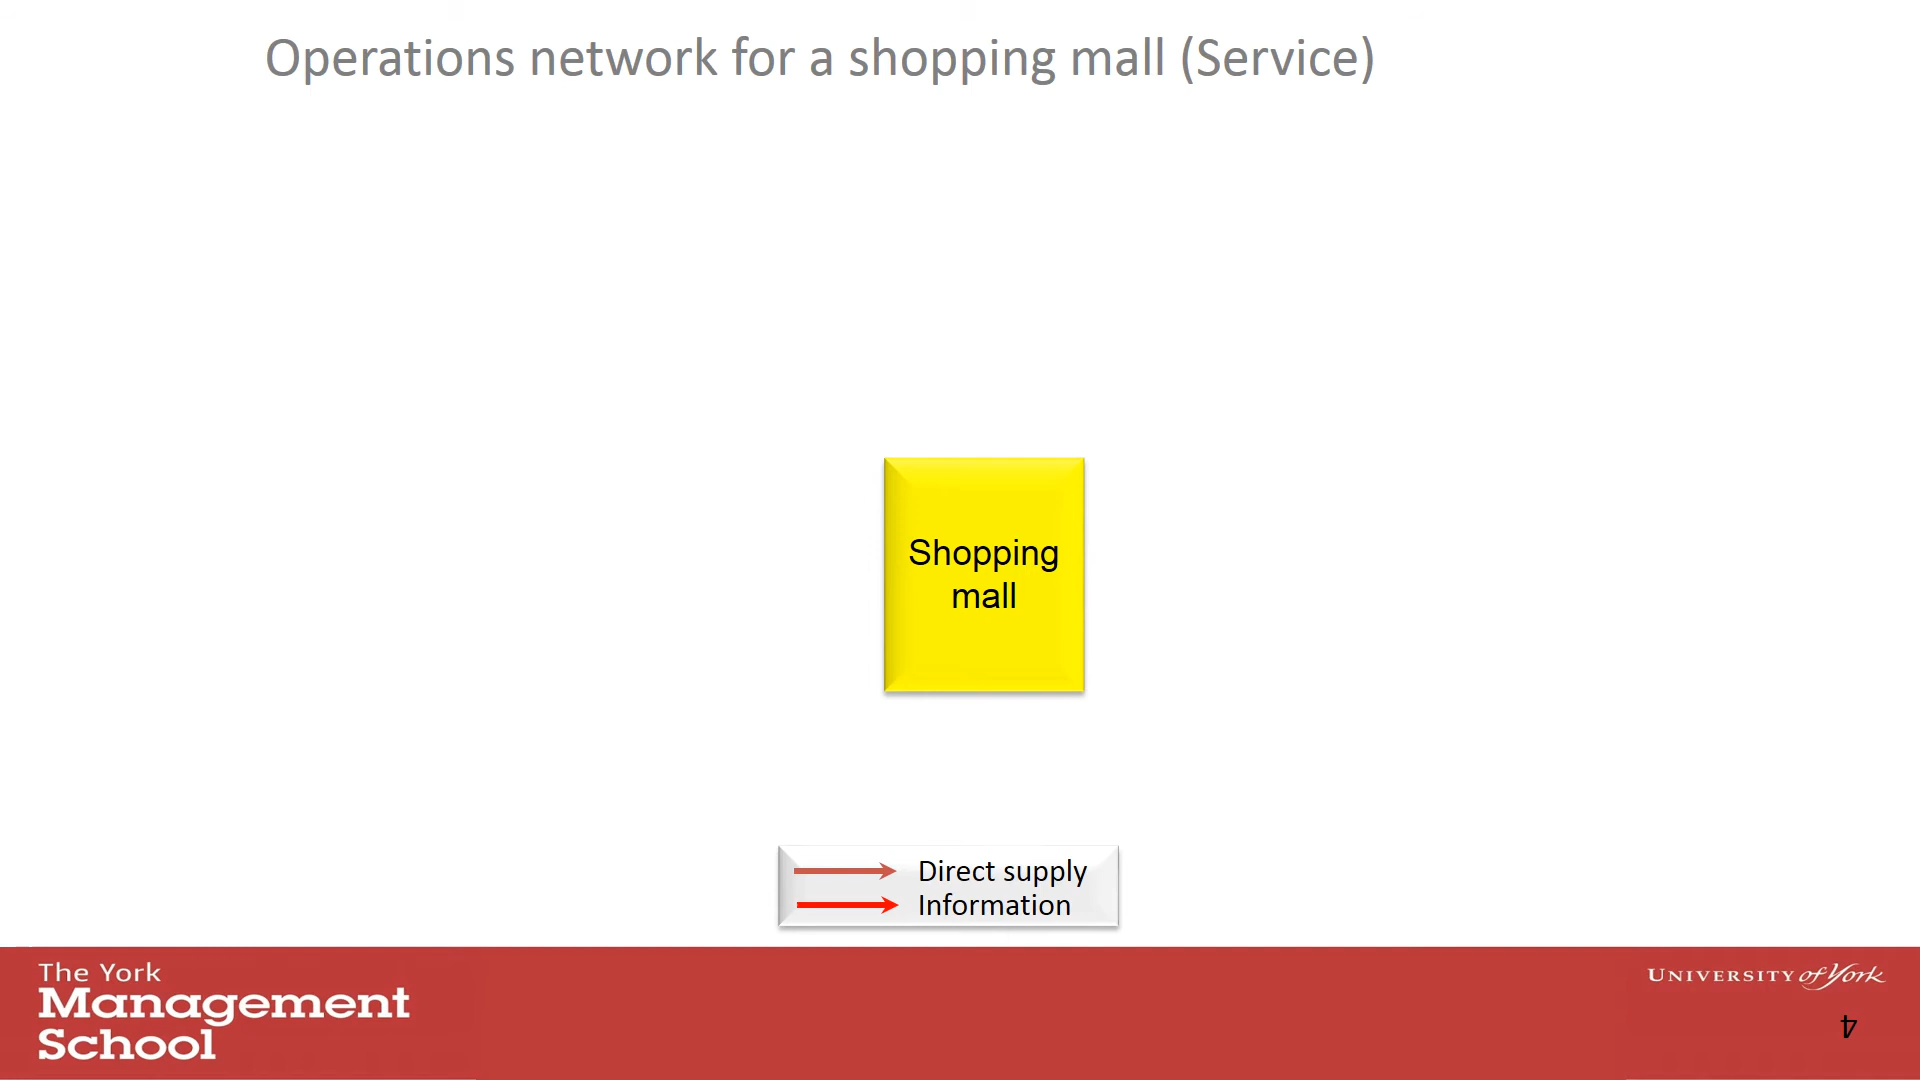 Operations network for a shopping mall (Service)
Shopping
mall
Direct supply
Information
The York
Management
School
UNIVERSITY of York
4